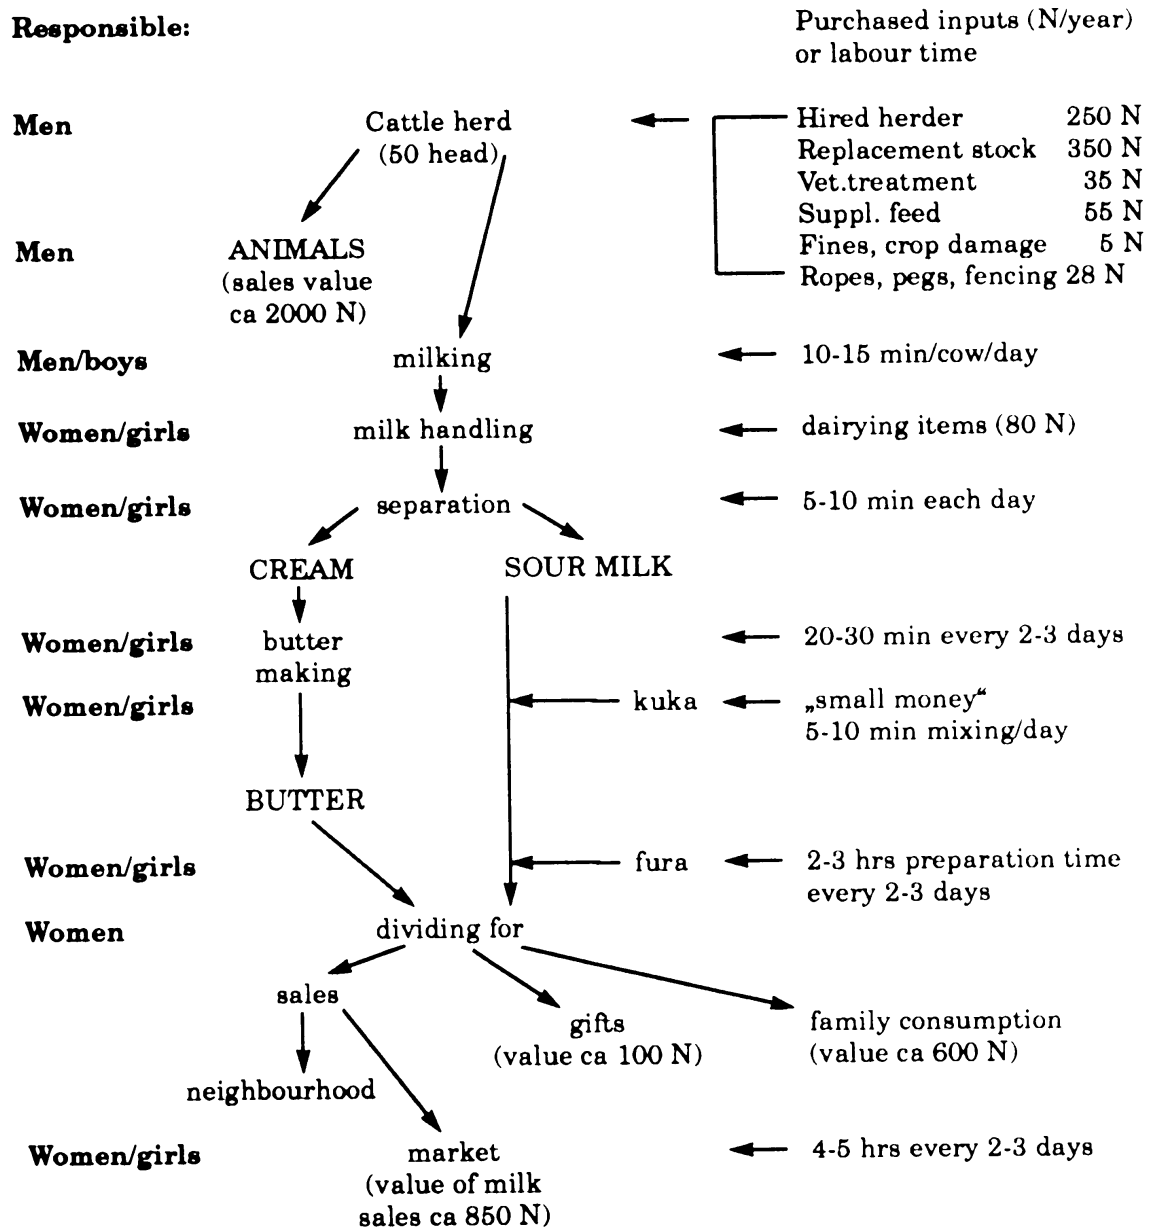 Responsible:
Purchased inputs (N/year)
or labour time
Men
Cattle herd
(50 head)
Hired herder 250 N
Replacement stock 350 N
Vet.treatment 35 N
Suppl. feed 55 N
Fines, crop damage 5 N
Ropes, pegs, fencing 28 N
Men
ANIMALS
(sales value
ca 2000 N)
Men/boys
milking
10-15 min/cow/day
Women/girls
milk handling
dairying items (80 N)
Women/girls
separation
5-10 min each day
CREAM
SOUR MILK
Women/girls
butter
making
20-30 min every 2-3 days
Women/girls
kuka
„small money“
5-10 min mixing/day
BUTTER
Women/girls
fura
2-3 hrs preparation time
every 2-3 days
Women
dividing for
sales
gifts
(value ca 100 N)
family consumption
(value ca 600 N)
neighbourhood
Women/girls
market
(value of milk
sales ca 850 N)
4-5 hrs every 2-3 days